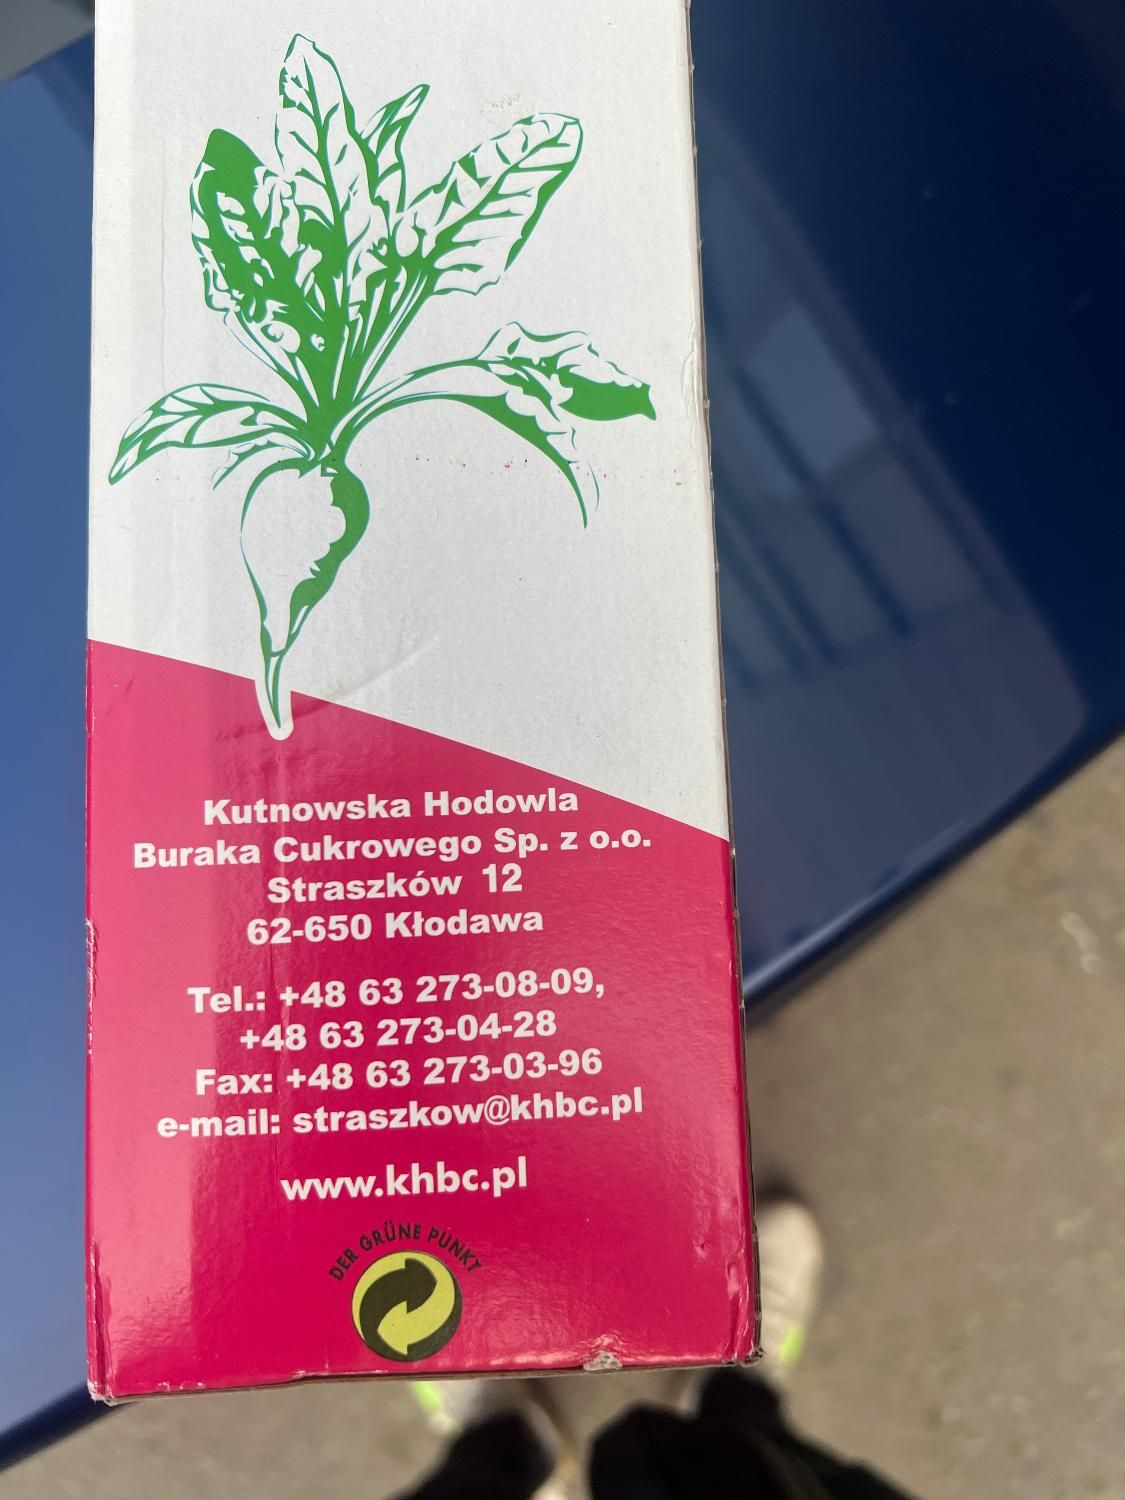 Kutnowska Hodowla
Buraka Cukrowego Sp. z o.o.
Straszków 12
62-650 Kłodawa
Tel.: +48 63 273-08-09,
+48 63 273-04-28
Fax: +48 63 273-03-96
e-mail: straszkow@khbc.pl
www.khbc.pl
DER GRÜNE PUNKT